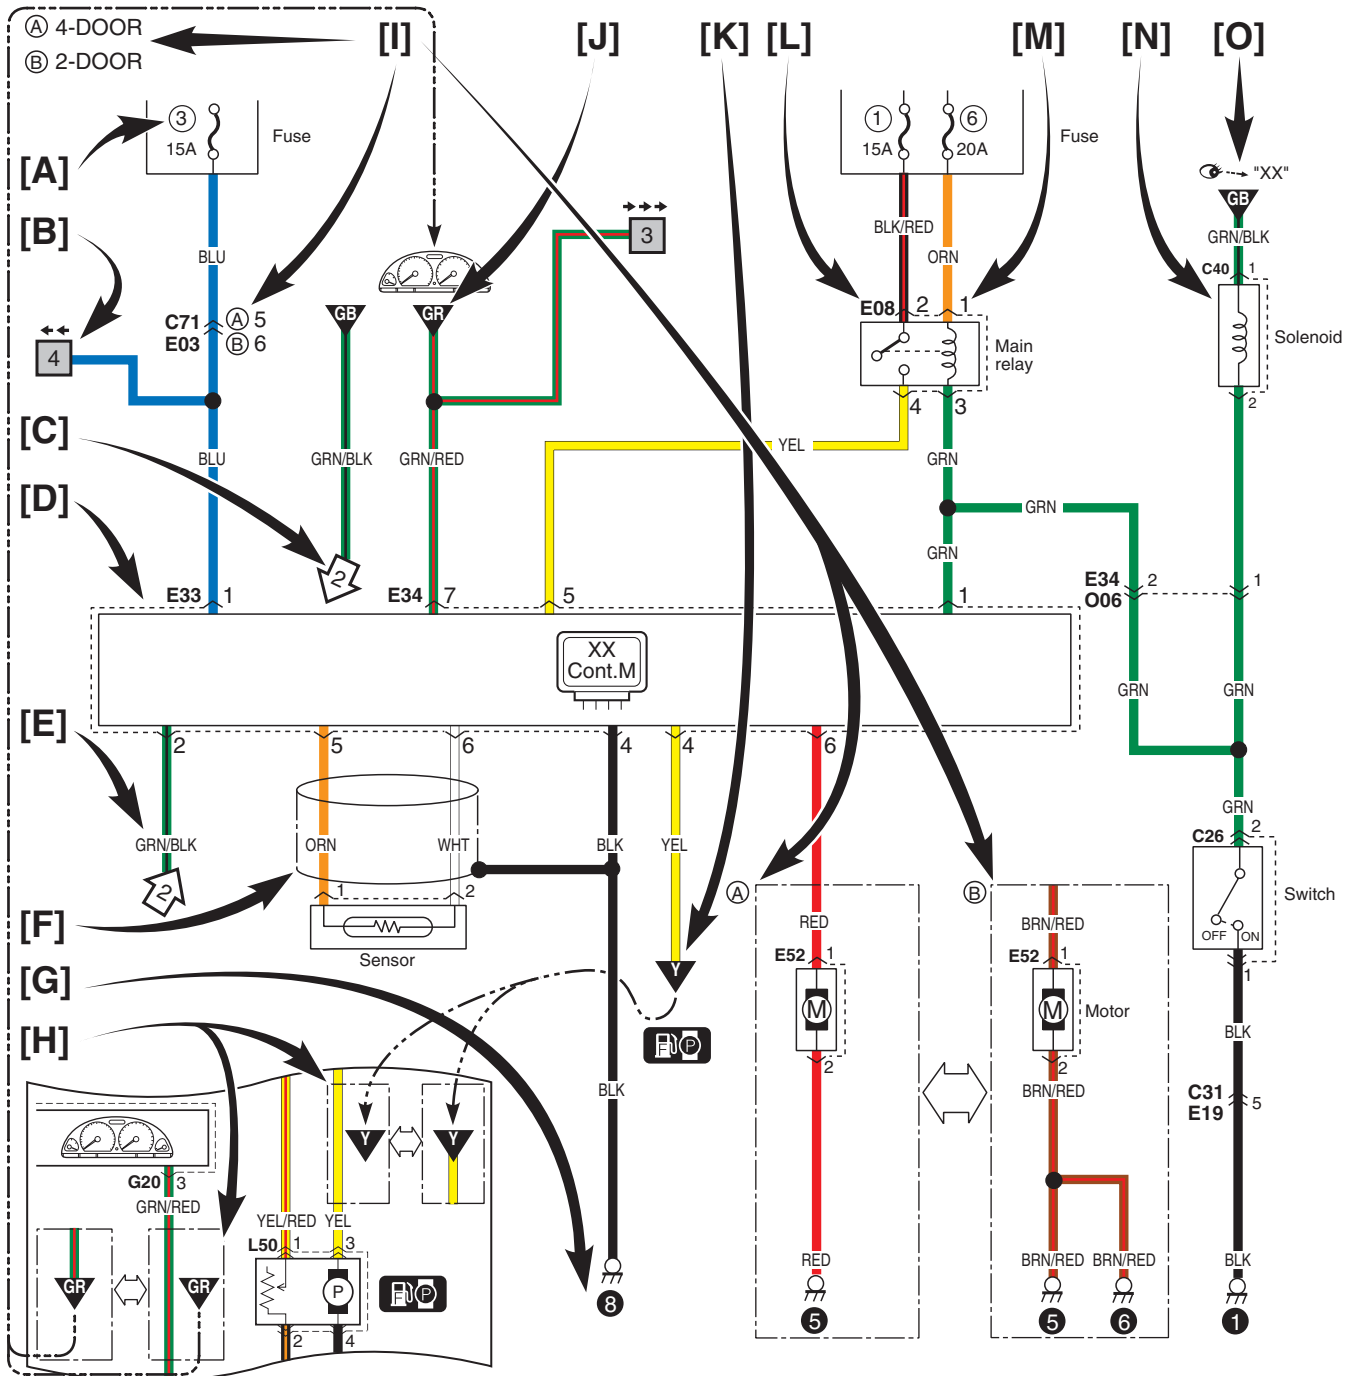 Ⓐ 4-DOOR
Ⓑ 2-DOOR
[I]
[J]
[K]
[L]
[M]
[N]
[O]
[A]
③
15A
Fuse
①
15A
⑥
20A
Fuse
"XX"
GB
GRN/BLK
[B]
BLU
3
BLK/RED
ORN
C40
1
C71
E03
Ⓐ 5
Ⓑ 6
GB
GR
E08
2
1
Main
relay
Solenoid
4
4
3
2
[C]
BLU
GRN/BLK
GRN/RED
YEL
GRN
[D]
GRN
GRN
2
E33
1
E34
7
5
1
E34
O06
2
1
XX
Cont.M
GRN
GRN
[E]
2
5
6
4
4
6
GRN/BLK
ORN
WHT
BLK
YEL
GRN
C26
2
2
1
2
Ⓐ
Ⓑ
Switch
OFF
ON
[F]
Sensor
RED
BRN/RED
E52
1
E52
1
1
[G]
Y
M
M
Motor
[H]
F
P
2
2
BLK
BLK
BRN/RED
C31
E19
5
Y
Y
G20
3
GRN/RED
YEL/RED
YEL
L50
1
3
RED
BRN/RED
BRN/RED
BLK
GR
GR
P
F
P
8
5
5
6
1
2
4